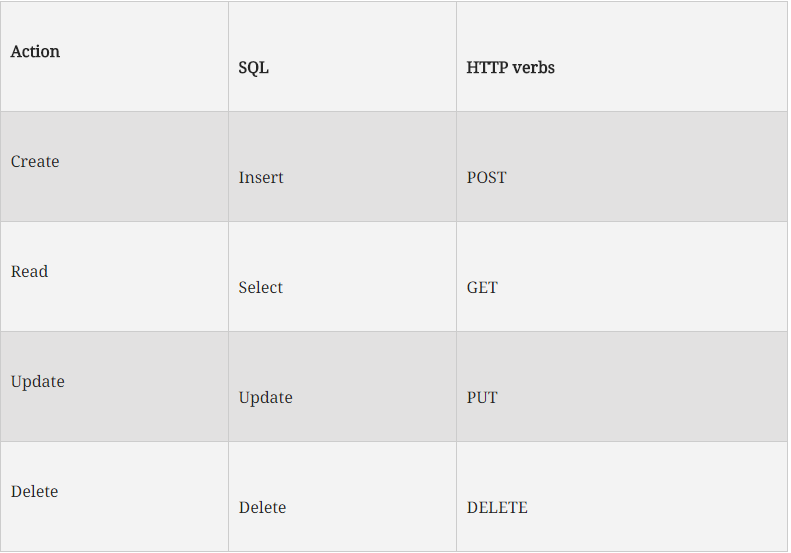 Action
SQL
HTTP verbs
Create
Insert
POST
Read
Select
GET
Update
Update
PUT
Delete
Delete
DELETE